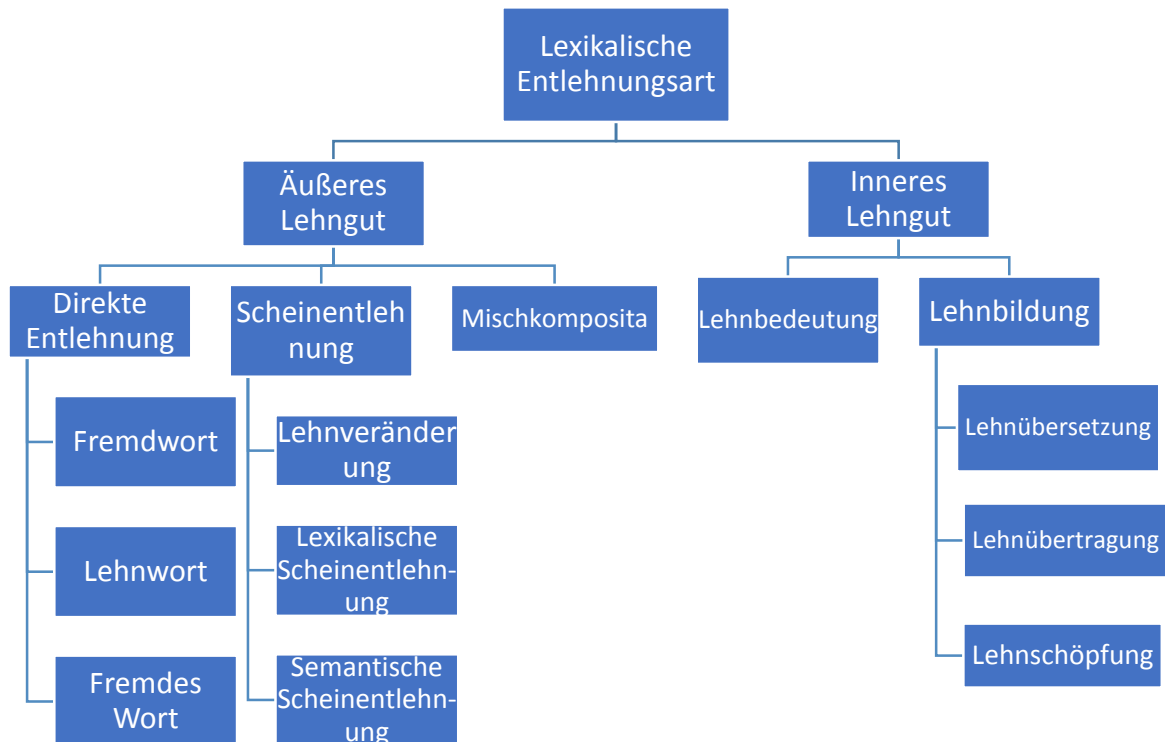 Lexikalische
Entlehnungsart
Äußeres
Lehngut
Inneres
Lehngut
Direkte
Entlehnung
Scheinentleh
nung
Mischkomposita
Lehnbedeutung
Lehnbildung
Fremdwort
Lehnveränder
ung
Lehnübersetzung
Lehnwort
Lexikalische
Scheinentlehn-
ung
Lehnübertragung
Fremdes
Wort
Semantische
Scheinentlehn-
ung
Lehnschöpfung